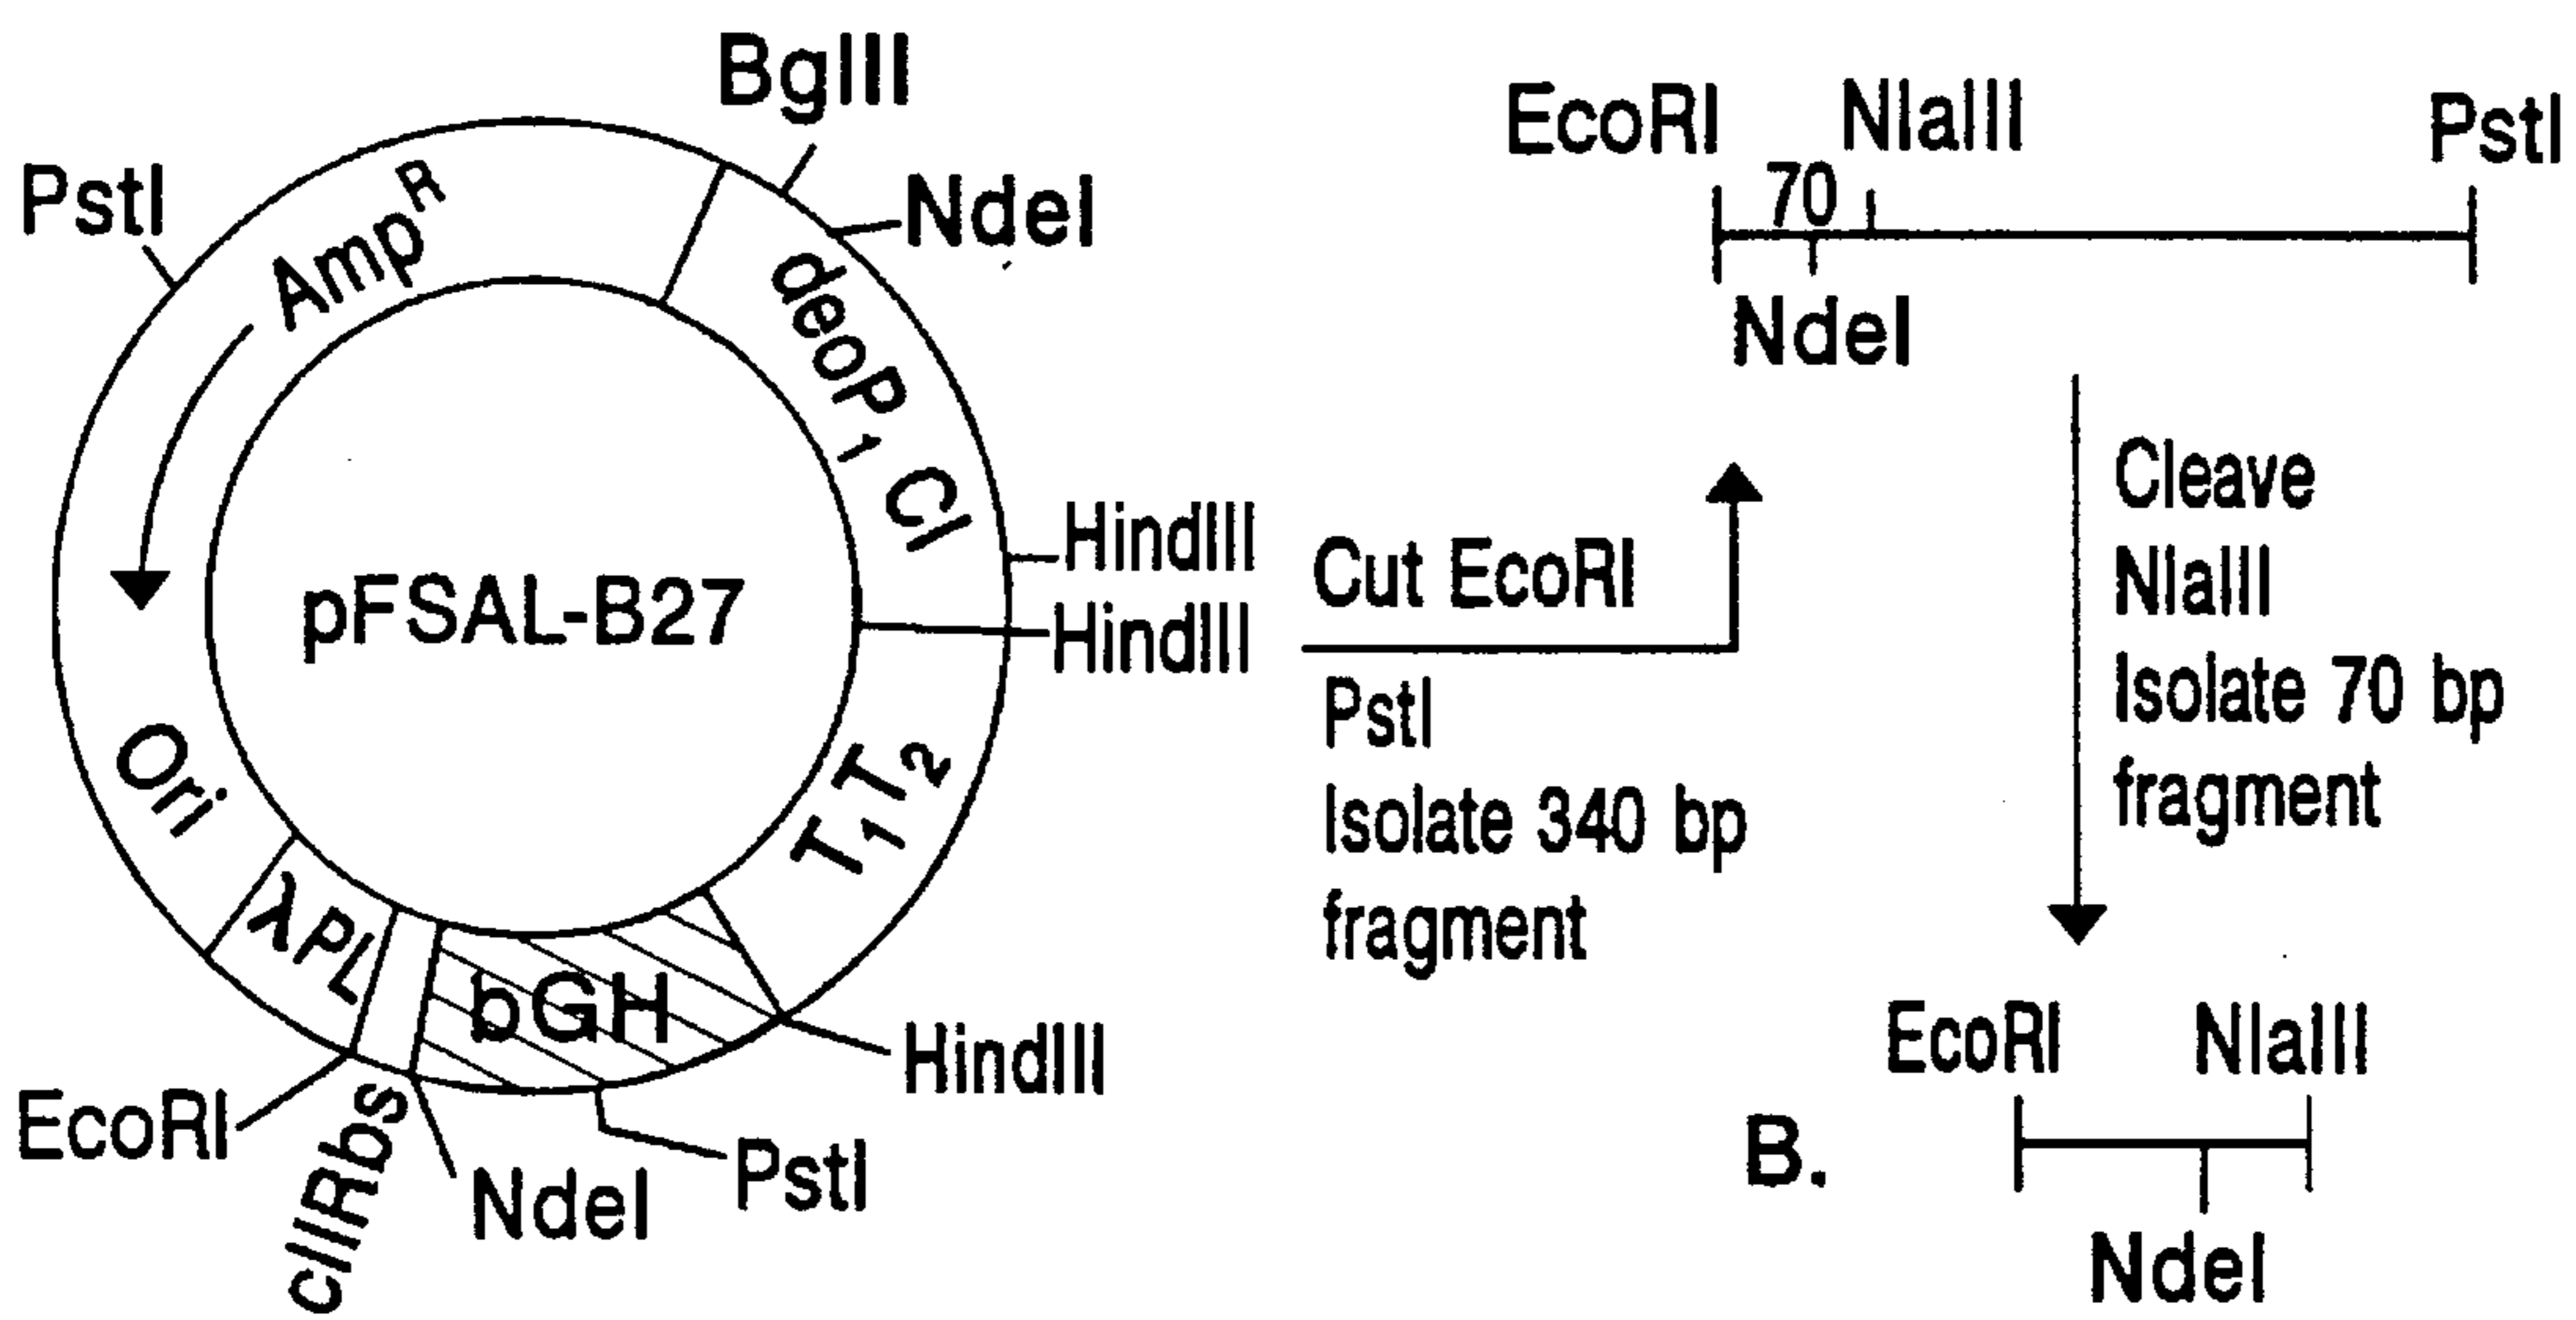 BglII
NdeI
PstI
Amp^R
deoP₁ CI
HindIII
HindIII
pFSAL-B27
T₁T₂
Ori
λPL
bGH
HindIII
EcoRI
cIIRbs
NdeI
PstI
Cut EcoRI
PstI
Isolate 340 bp
fragment
EcoRI
NlaIII
PstI
70
NdeI
Cleave
NlaIII
Isolate 70 bp
fragment
EcoRI
NlaIII
B.
NdeI